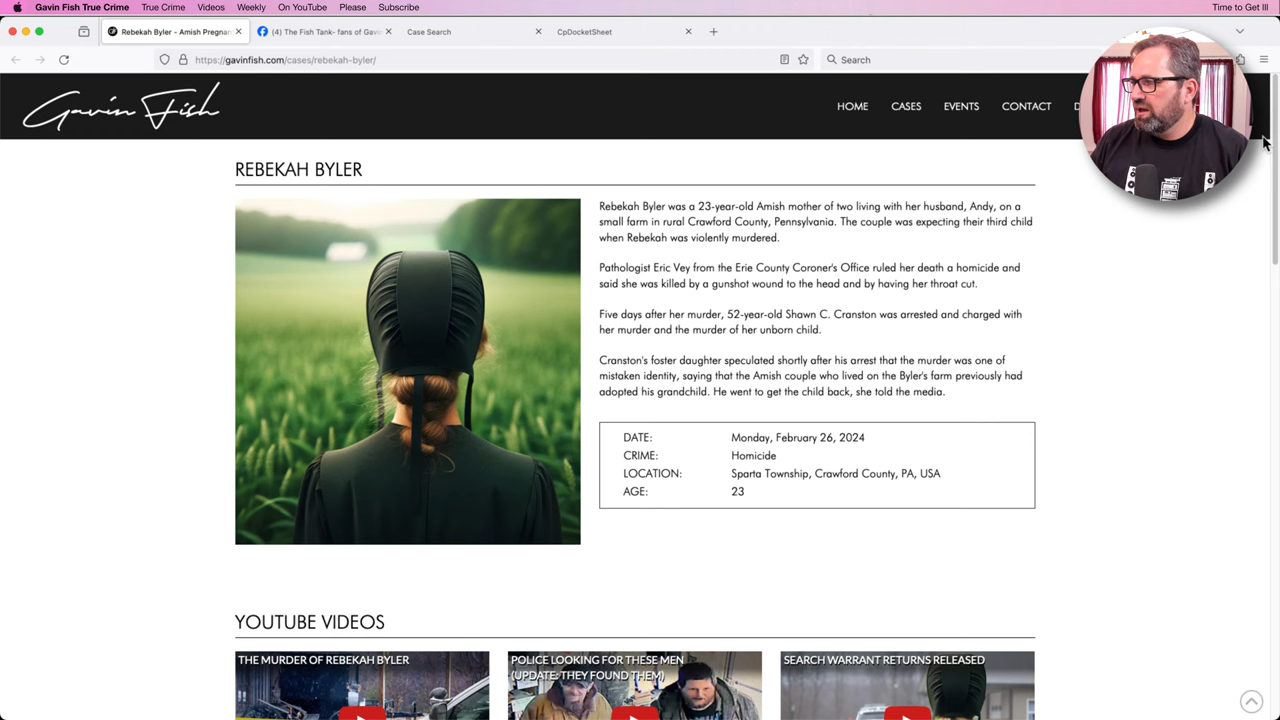 Gavin Fish True Crime True Crime Videos Weekly On YouTube Please Subscribe Time to Get Ill
Rebekah Byler - Amish Pregnan (4) The Fish Tank- fans of Gavi Case Search CpDocketSheet
https://gavinfish.com/cases/rebekah-byler/ Search
Gavin Fish HOME CASES EVENTS CONTACT D
REBEKAH BYLER
Rebekah Byler was a 23-year-old Amish mother of two living with her husband, Andy, on a
small farm in rural Crawford County, Pennsylvania. The couple was expecting their third child
when Rebekah was violently murdered.
Pathologist Eric Vey from the Erie County Coroner's Office ruled her death a homicide and
said she was killed by a gunshot wound to the head and by having her throat cut.
Five days after her murder, 52-year-old Shawn C. Cranston was arrested and charged with
her murder and the murder of her unborn child.
Cranston's foster daughter speculated shortly after his arrest that the murder was one of
mistaken identity, saying that the Amish couple who lived on the Byler's farm previously had
adopted his grandchild. He went to get the child back, she told the media.
DATE: Monday, February 26, 2024
CRIME: Homicide
LOCATION: Sparta Township, Crawford County, PA, USA
AGE: 23
YOUTUBE VIDEOS
THE MURDER OF REBEKAH BYLER
POLICE LOOKING FOR THESE MEN
(UPDATE: THEY FOUND THEM)
SEARCH WARRANT RETURNS RELEASED